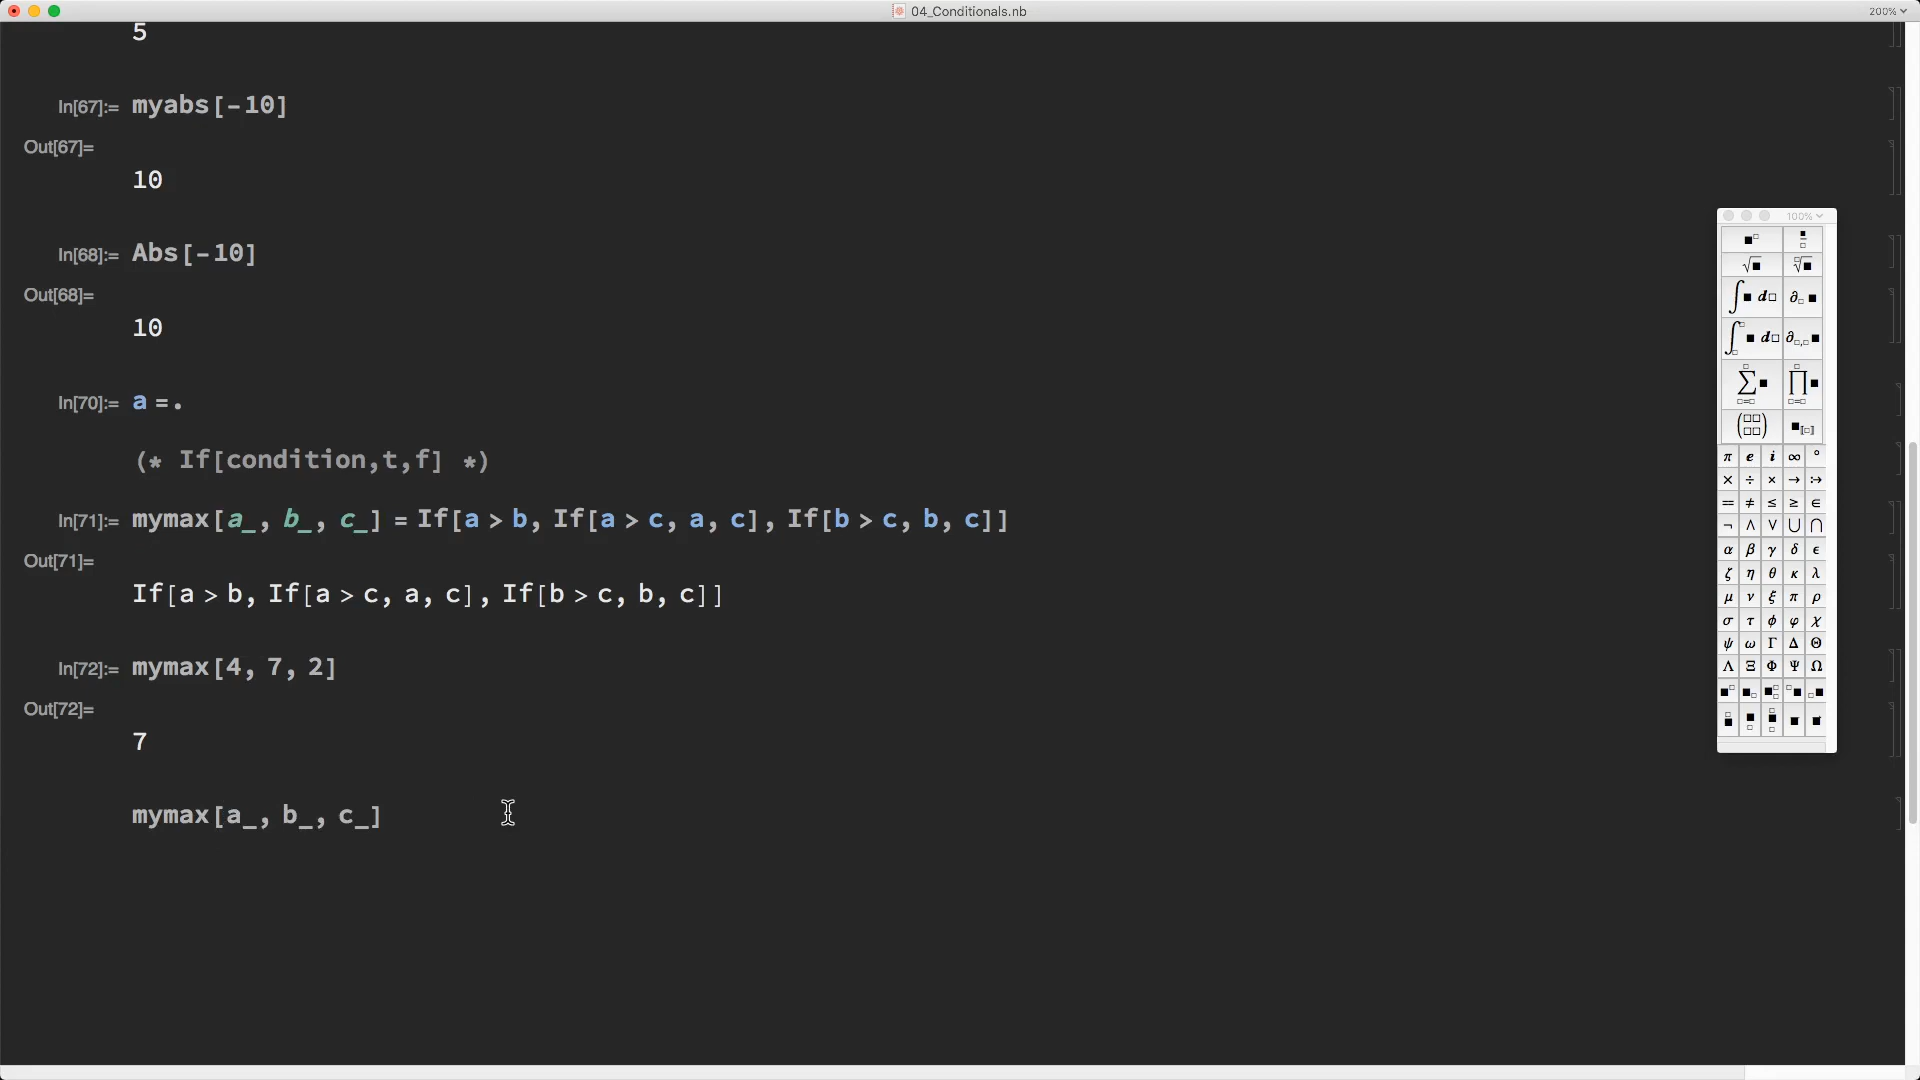 04_Conditionals.nb
200%
5
In[67]:= myabs[-10]
Out[67]=
10
In[68]:= Abs[-10]
Out[68]=
10
In[70]:= a =.
(* If[condition,t,f] *)
In[71]:= mymax[a_, b_, c_] = If[a > b, If[a > c, a, c], If[b > c, b, c]]
Out[71]=
If[a > b, If[a > c, a, c], If[b > c, b, c]]
In[72]:= mymax[4, 7, 2]
Out[72]=
7
mymax[a_, b_, c_]
100%
■□ ■/□
√■ □√■
∫■ d□ ∂□ ■
∫■ d□ ∂□,□ ■
∑■ ∏■
(□□ □□) ■[[□]]
π e i ∞ °
× ÷ × → :→
== ≠ ≤ ≥ ∈
¬ ∧ ∨ ∪ ∩
α β γ δ ϵ
ζ η θ κ λ
μ ν ξ π ρ
σ τ ϕ φ χ
ψ ω Γ Δ Θ
Λ Ξ Φ Ψ Ω